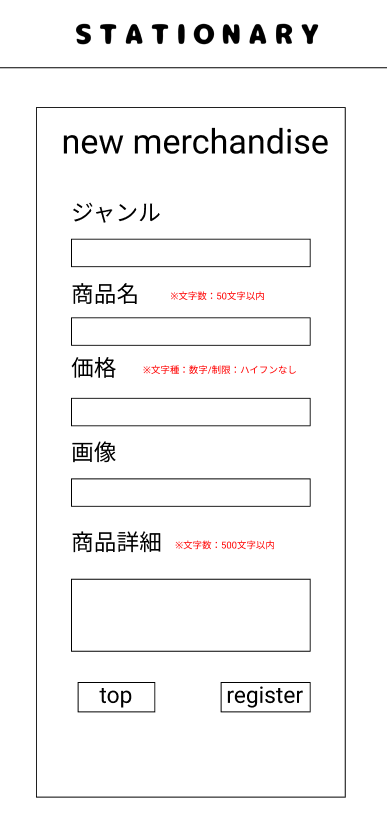 STATIONARY
new merchandise
ジャンル
商品名 ※文字数：50文字以内
価格 ※文字種：数字/制限：ハイフンなし
画像
商品詳細 ※文字数：500文字以内
top register